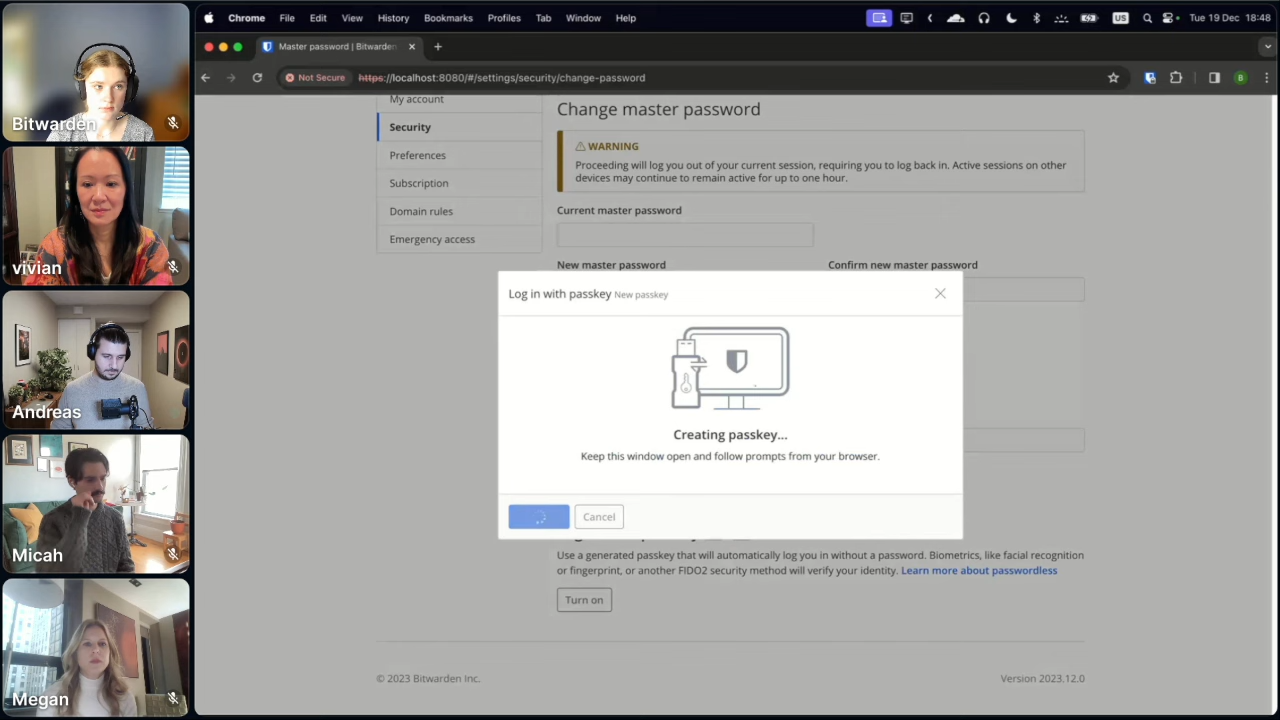 Bitwarden
vivian
Andreas
Micah
Megan
Chrome File Edit View History Bookmarks Profiles Tab Window Help
US
Tue 19 Dec 18:48
Master password | Bitwarden
Not Secure https://localhost:8080/#/settings/security/change-password
B
My account
Security
Preferences
Subscription
Domain rules
Emergency access
Change master password
WARNING
Proceeding will log you out of your current session, requiring you to log back in. Active sessions on other
devices may continue to remain active for up to one hour.
Current master password
New master password
Confirm new master password
Log in with passkey New passkey
Creating passkey...
Keep this window open and follow prompts from your browser.
Cancel
Use a generated passkey that will automatically log you in without a password. Biometrics, like facial recognition
or fingerprint, or another FIDO2 security method will verify your identity. Learn more about passwordless
Turn on
© 2023 Bitwarden Inc.
Version 2023.12.0